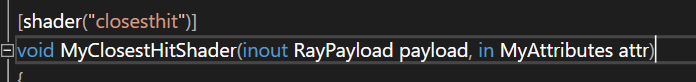 [shader("closesthit")]
void MyClosestHitShader(inout RayPayload payload, in MyAttributes attr)
{